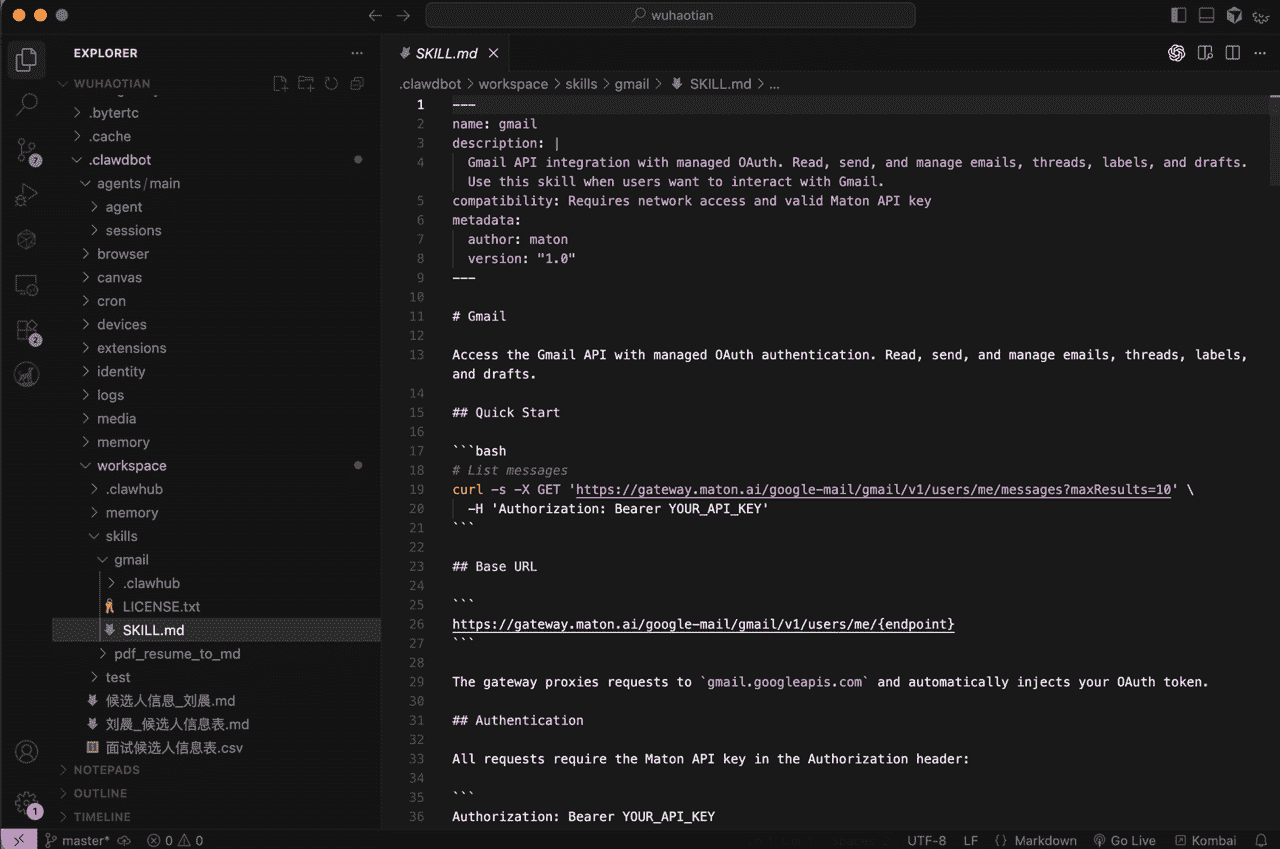 wuhaotian
EXPLORER
SKILL.md
WUHAOTIAN
.clawdbot > workspace > skills > gmail > SKILL.md > ...
.bytertc
.cache
.clawdbot
agents/main
agent
sessions
browser
canvas
cron
devices
extensions
identity
logs
media
memory
workspace
.clawhub
memory
skills
gmail
.clawhub
LICENSE.txt
SKILL.md
pdf_resume_to_md
test
候选人信息_刘晨.md
刘晨_候选人信息表.md
面试候选人信息表.csv
NOTEPADS
OUTLINE
TIMELINE
7
2
1
1 ---
2 name: gmail
3 description: |
4 Gmail API integration with managed OAuth. Read, send, and manage emails, threads, labels, and drafts.
Use this skill when users want to interact with Gmail.
5 compatibility: Requires network access and valid Maton API key
6 metadata:
7 author: maton
8 version: "1.0"
9 ---
10
11 # Gmail
12
13 Access the Gmail API with managed OAuth authentication. Read, send, and manage emails, threads, labels,
and drafts.
14
15 ## Quick Start
16
17 ```bash
18 # List messages
19 curl -s -X GET 'https://gateway.maton.ai/google-mail/gmail/v1/users/me/messages?maxResults=10' \
20 -H 'Authorization: Bearer YOUR_API_KEY'
21 ```
22
23 ## Base URL
24
25 ```
26 https://gateway.maton.ai/google-mail/gmail/v1/users/me/{endpoint}
27 ```
28
29 The gateway proxies requests to `gmail.googleapis.com` and automatically injects your OAuth token.
30
31 ## Authentication
32
33 All requests require the Maton API key in the Authorization header:
34
35 ```
36 Authorization: Bearer YOUR_API_KEY
master* 0 0 UTF-8 LF {} Markdown Go Live Kombai